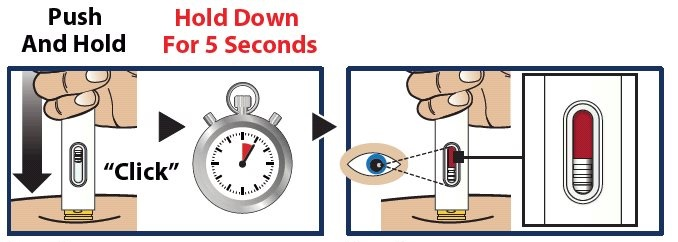 Push
And Hold
Hold Down
For 5 Seconds
“Click”